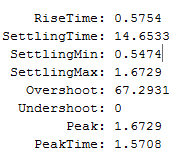 RiseTime: 0.5754
SettlingTime: 14.6533
SettlingMin: 0.5474
SettlingMax: 1.6729
Overshoot: 67.2931
Undershoot: 0
Peak: 1.6729
PeakTime: 1.5708